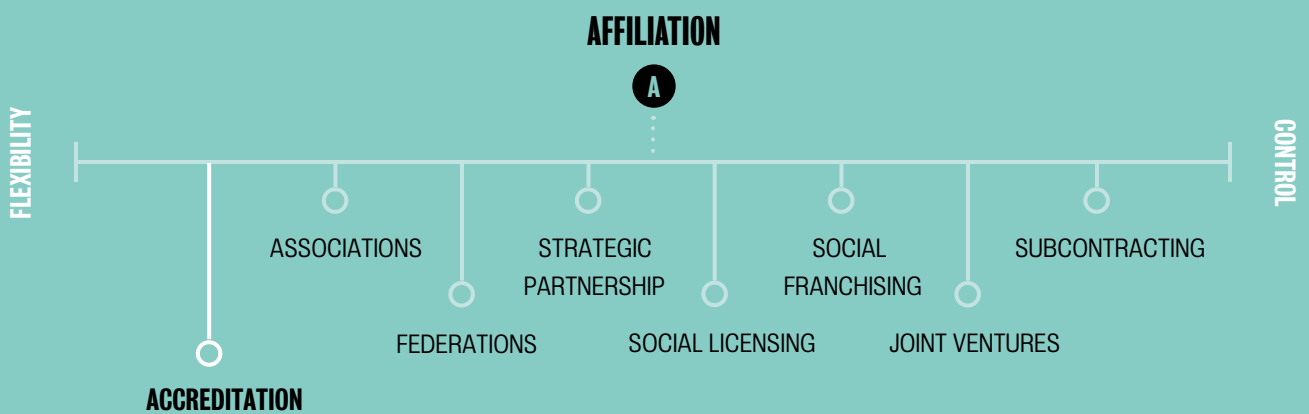 AFFILIATION
A
FLEXIBILITY
CONTROL
ASSOCIATIONS
STRATEGIC
PARTNERSHIP
SOCIAL
FRANCHISING
SUBCONTRACTING
FEDERATIONS
SOCIAL LICENSING
JOINT VENTURES
ACCREDITATION